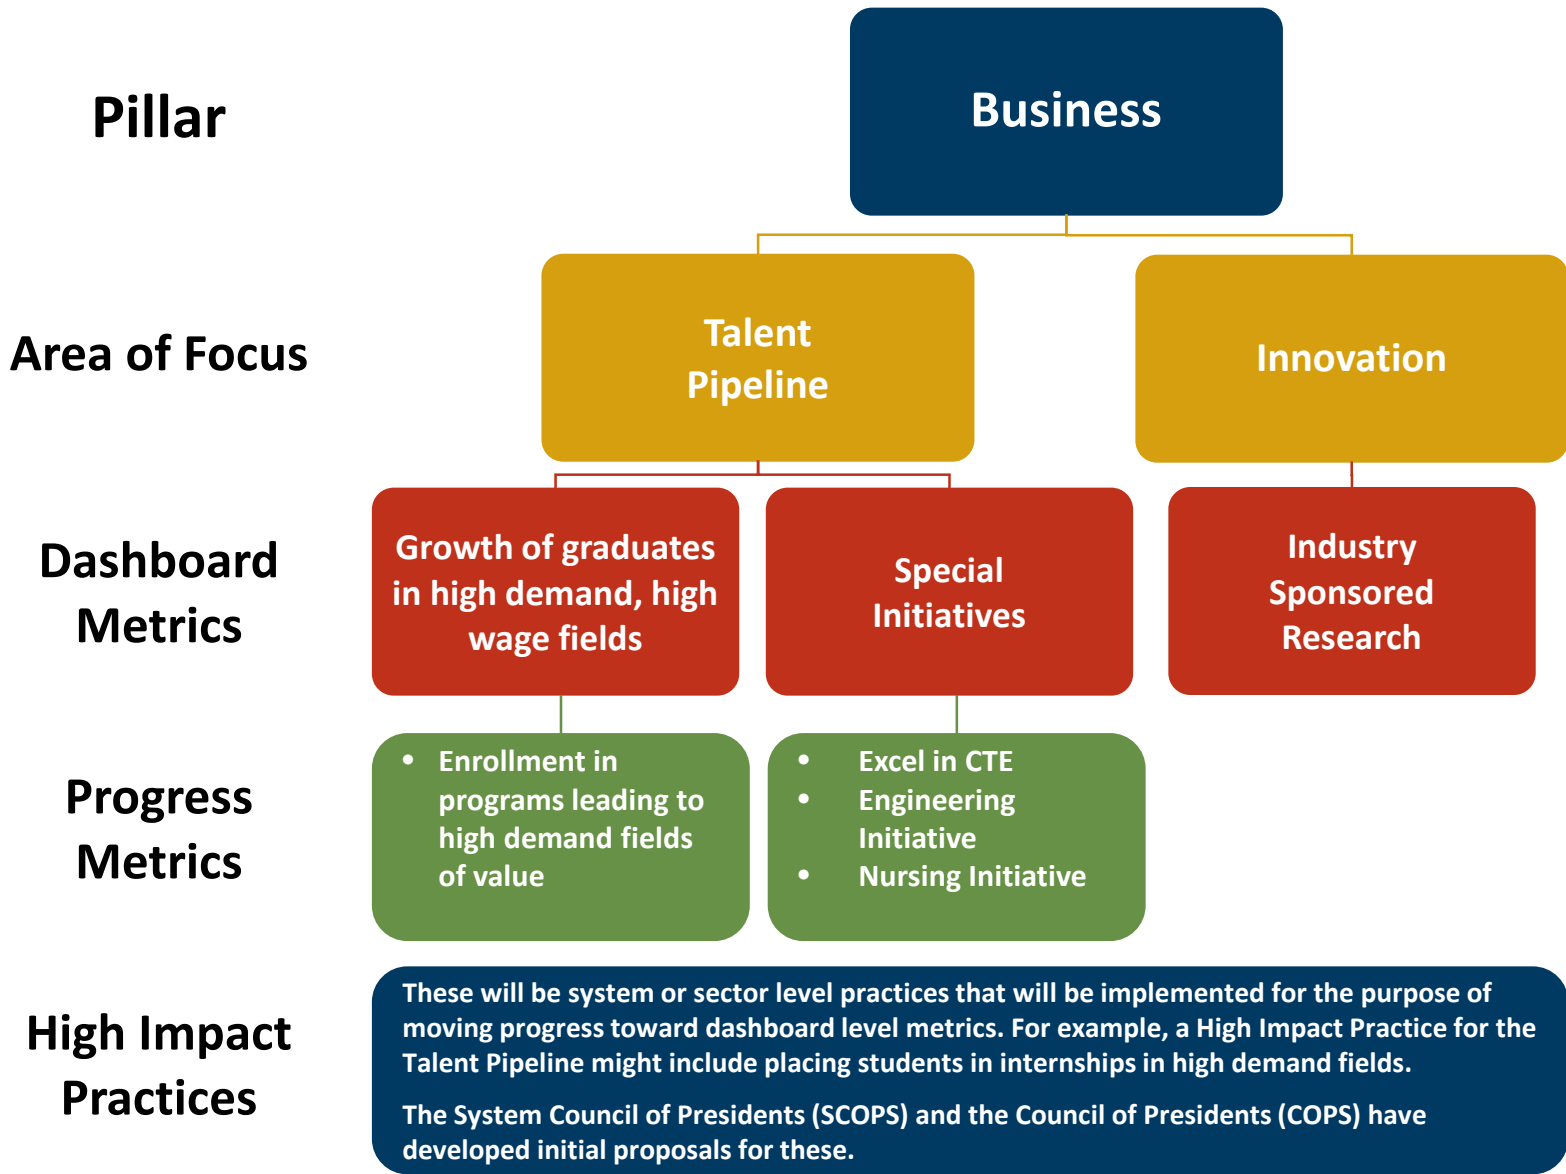 Pillar
Business
Area of Focus
Talent
Pipeline
Innovation
Dashboard
Metrics
Growth of graduates
in high demand, high
wage fields
Special
Initiatives
Industry
Sponsored
Research
Progress
Metrics
• Enrollment in
programs leading to
high demand fields
of value
• Excel in CTE
• Engineering
Initiative
• Nursing Initiative
High Impact
Practices
These will be system or sector level practices that will be implemented for the purpose of
moving progress toward dashboard level metrics. For example, a High Impact Practice for the
Talent Pipeline might include placing students in internships in high demand fields.
The System Council of Presidents (SCOPS) and the Council of Presidents (COPS) have
developed initial proposals for these.